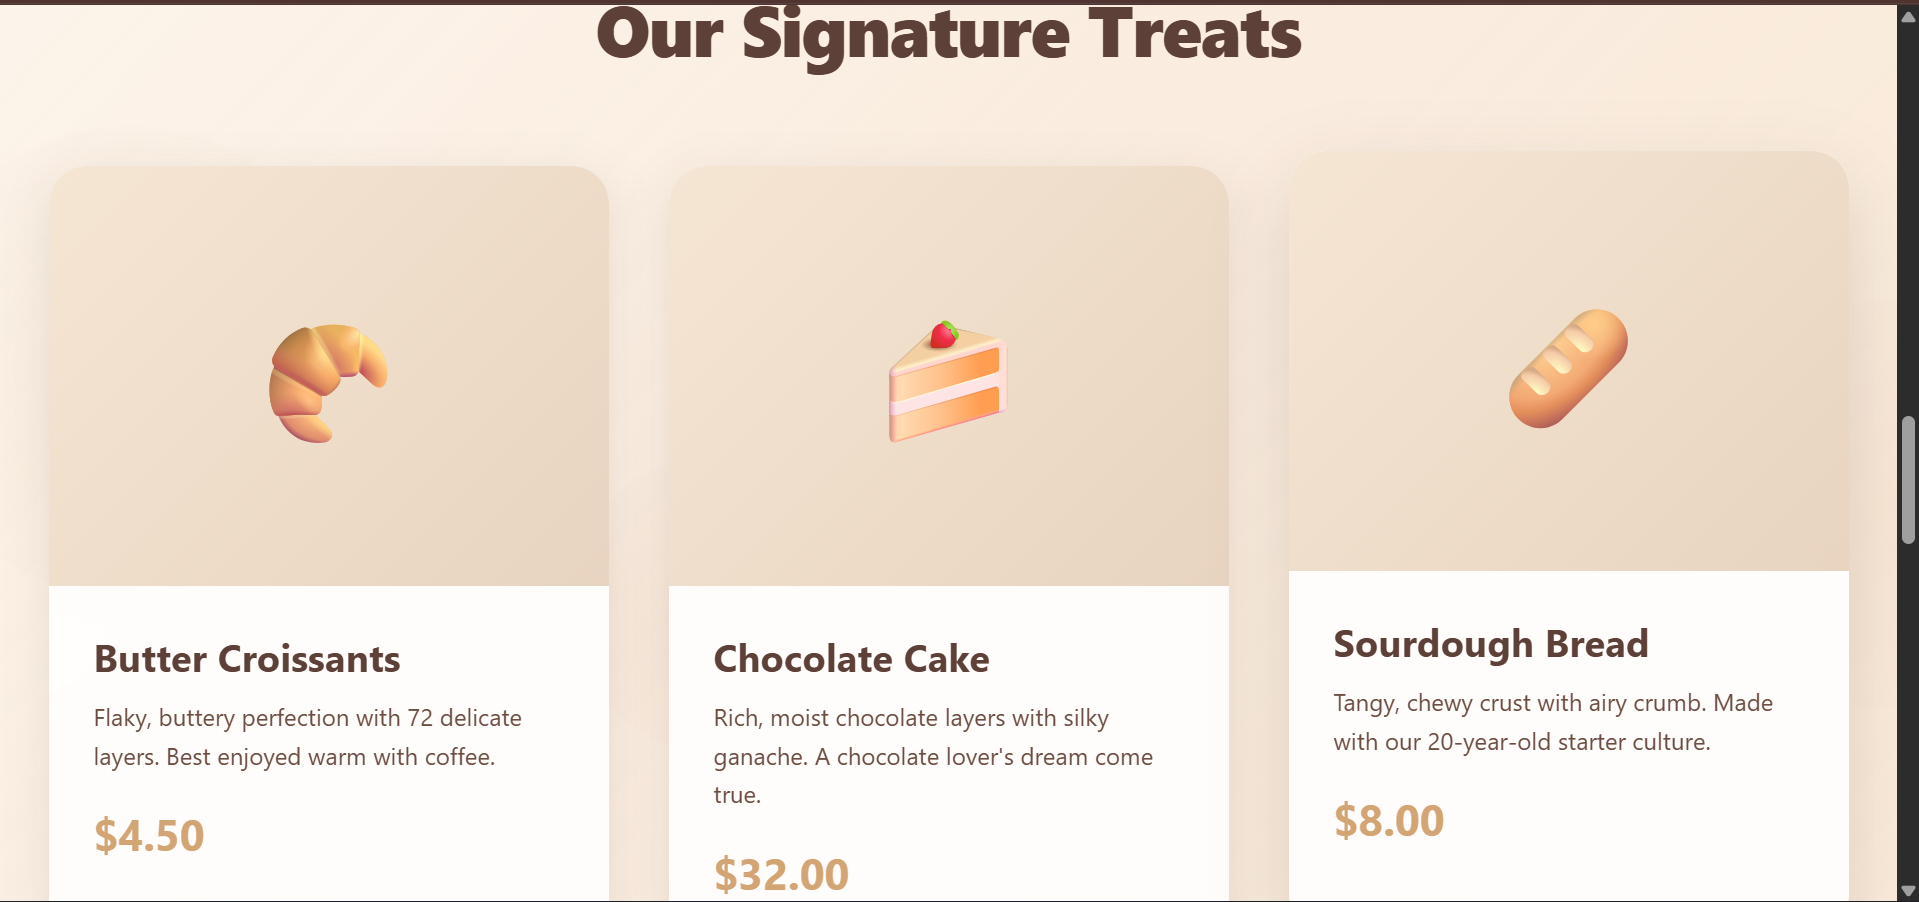 Our Signature Treats
Butter Croissants
Flaky, buttery perfection with 72 delicate
layers. Best enjoyed warm with coffee.
$4.50
Chocolate Cake
Rich, moist chocolate layers with silky
ganache. A chocolate lover's dream come
true.
$32.00
Sourdough Bread
Tangy, chewy crust with airy crumb. Made
with our 20-year-old starter culture.
$8.00